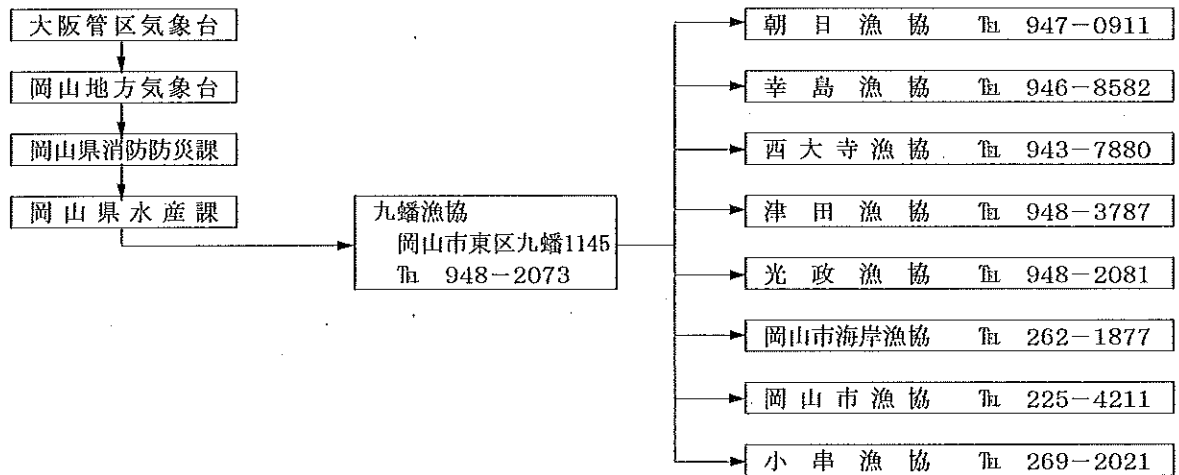 大阪管区気象台
岡山地方気象台
岡山県消防防災課
岡山県水産課
九蟠漁協
岡山市東区九蟠1145
℡ 948-2073
朝日漁協 ℡ 947-0911
幸島漁協 ℡ 946-8582
西大寺漁協 ℡ 943-7880
津田漁協 ℡ 948-3787
光政漁協 ℡ 948-2081
岡山市海岸漁協 ℡ 262-1877
岡山市漁協 ℡ 225-4211
小串漁協 ℡ 269-2021